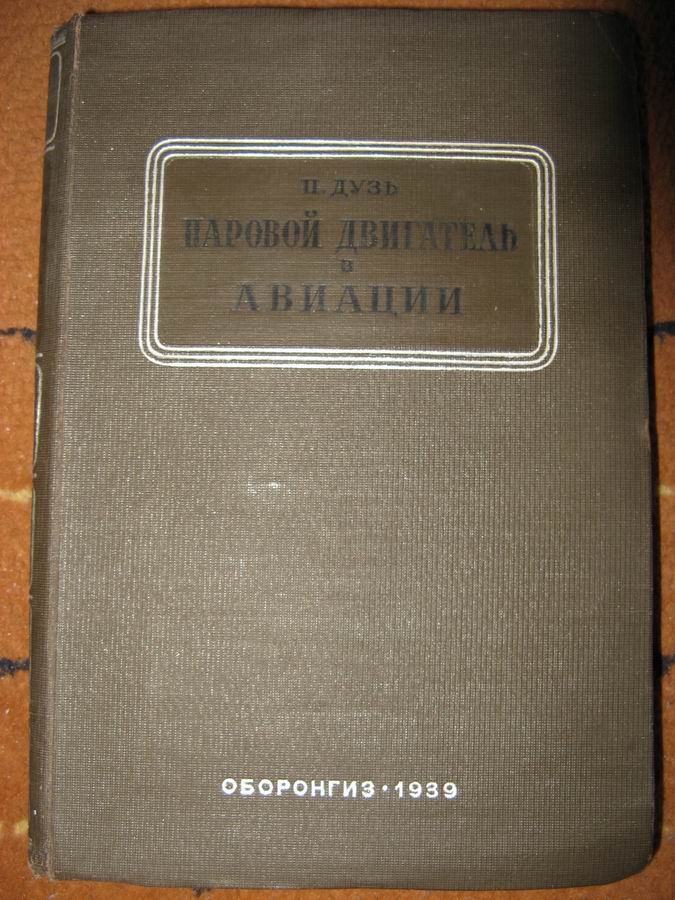 П. ДУЗЬ
ПАРОВОЙ ДВИГАТЕЛЬ
В
АВИАЦИИ
ОБОРОНГИЗ • 1939